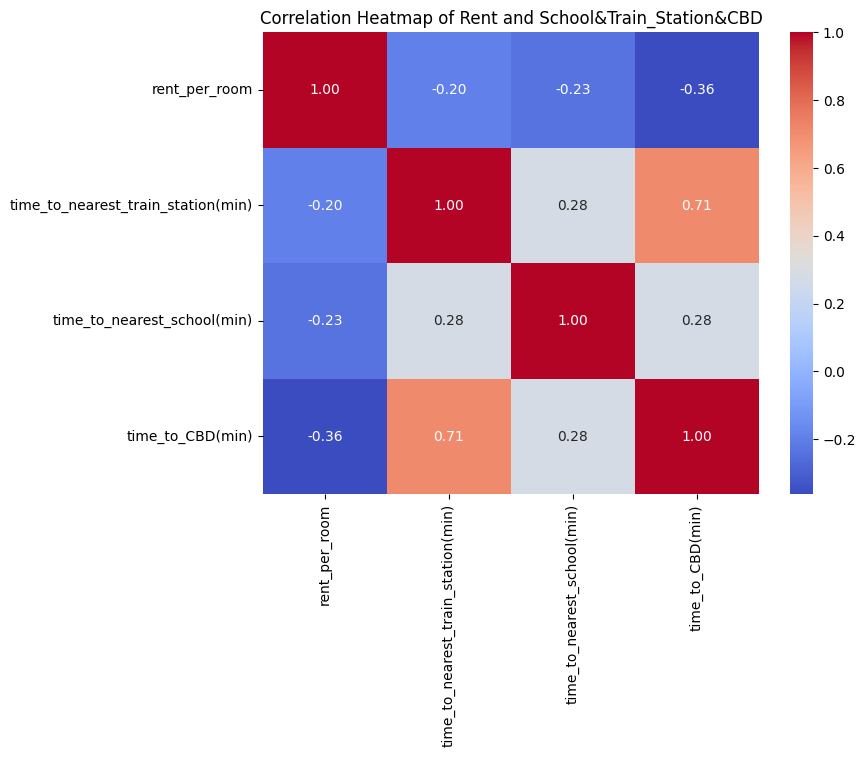 Correlation Heatmap of Rent and School&Train_Station&CBD
rent_per_room 1.00 -0.20 -0.23 -0.36
time_to_nearest_train_station(min) -0.20 1.00 0.28 0.71
time_to_nearest_school(min) -0.23 0.28 1.00 0.28
time_to_CBD(min) -0.36 0.71 0.28 1.00
rent_per_room
time_to_nearest_train_station(min)
time_to_nearest_school(min)
time_to_CBD(min)
1.0
0.8
0.6
0.4
0.2
0.0
−0.2